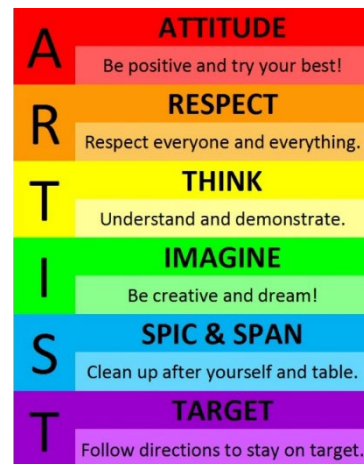 A
ATTITUDE
Be positive and try your best!
R
RESPECT
Respect everyone and everything.
T
THINK
Understand and demonstrate.
I
IMAGINE
Be creative and dream!
S
SPIC & SPAN
Clean up after yourself and table.
T
TARGET
Follow directions to stay on target.